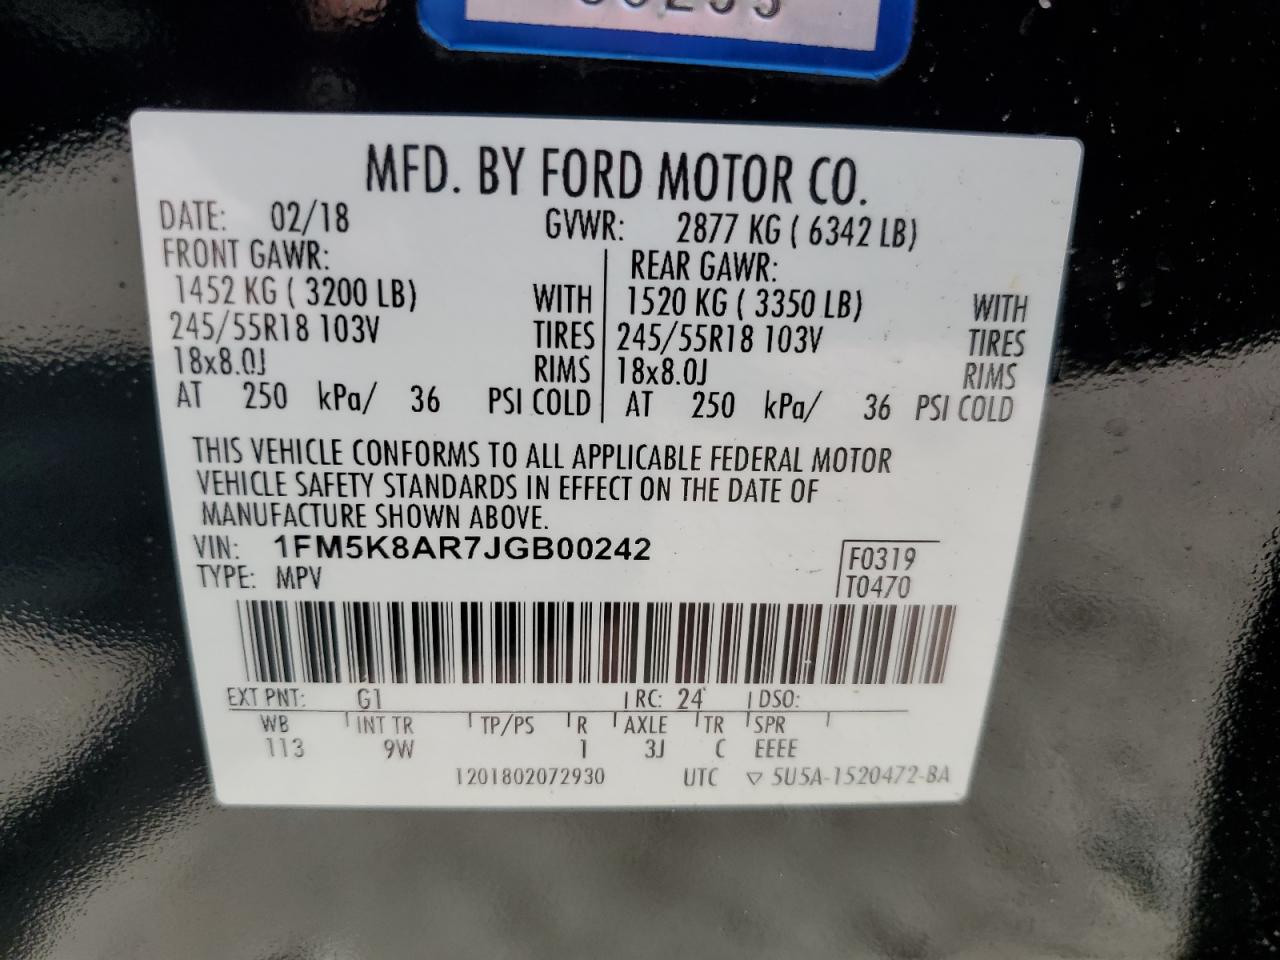 MFD. BY FORD MOTOR CO.
DATE: 02/18 GVWR: 2877 KG ( 6342 LB)
FRONT GAWR: REAR GAWR:
1452 KG ( 3200 LB) WITH 1520 KG ( 3350 LB) WITH
245/55R18 103V TIRES 245/55R18 103V TIRES
18x8.0J RIMS 18x8.0J RIMS
AT 250 kPa/ 36 PSI COLD AT 250 kPa/ 36 PSI COLD
THIS VEHICLE CONFORMS TO ALL APPLICABLE FEDERAL MOTOR
VEHICLE SAFETY STANDARDS IN EFFECT ON THE DATE OF
MANUFACTURE SHOWN ABOVE.
VIN: 1FM5K8AR7JGB00242 F0319
TYPE: MPV T0470
EXT PNT: G1 RC: 24 DSO:
WB INT TR TP/PS R AXLE TR SPR
113 9W 1 3J C EEEE
1201802072930 UTC ▽ 5U5A-1520472-BA